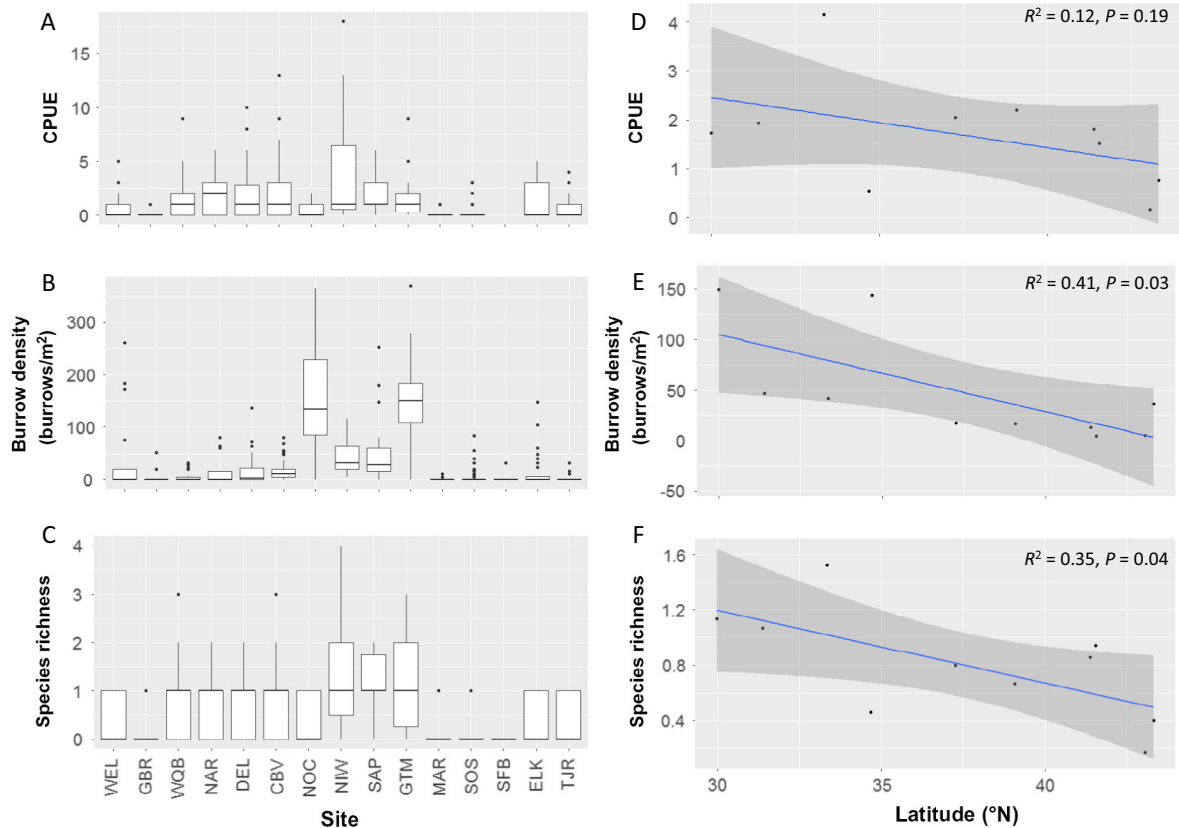 A
CPUE
15
10
5
0
B
Burrow density
(burrows/m²)
300
200
100
0
C
Species richness
4
3
2
1
0
WEL
GBR
WQB
NAR
DEL
CBV
NOC
NIW
SAP
GTM
MAR
SOS
SFB
ELK
TJR
Site
D
R² = 0.12, P = 0.19
CPUE
4
3
2
1
0
E
R² = 0.41, P = 0.03
Burrow density
(burrows/m²)
150
100
50
0
-50
F
R² = 0.35, P = 0.04
Species richness
1.6
1.2
0.8
0.4
30 35 40
Latitude (°N)